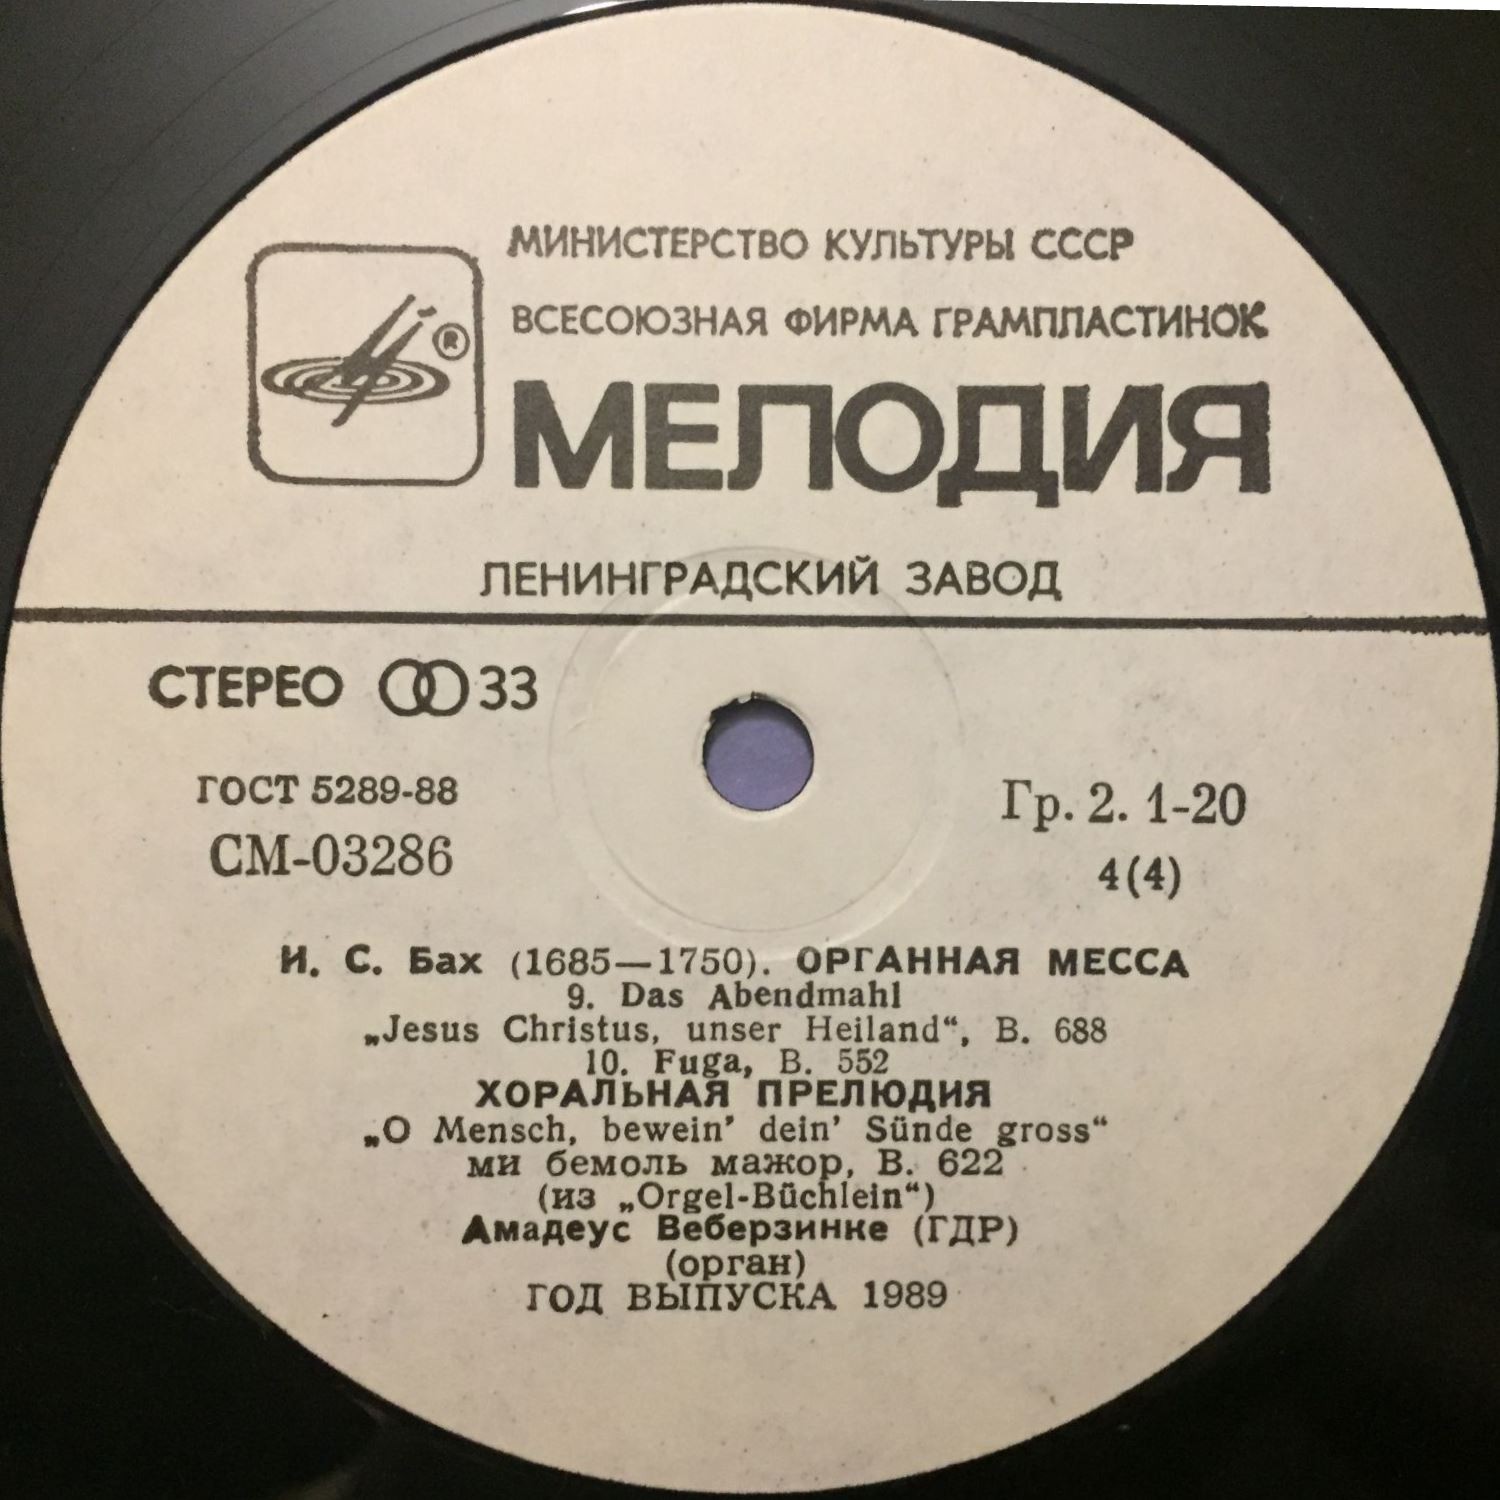 МИНИСТЕРСТВО КУЛЬТУРЫ СССР
ВСЕСОЮЗНАЯ ФИРМА ГРАМПЛАСТИНОК
®
МЕЛОДИЯ
ЛЕНИНГРАДСКИЙ ЗАВОД
СТЕРЕО 33
ГОСТ 5289-88
СМ-03286
Гр. 2. 1-20
4(4)
И. С. Бах (1685—1750). ОРГАННАЯ МЕССА
9. Das Abendmahl
„Jesus Christus, unser Heiland“, B. 688
10. Fuga, B. 552
ХОРАЛЬНАЯ ПРЕЛЮДИЯ
„O Mensch, bewein’ dein’ Sünde gross“
ми бемоль мажор, B. 622
(из „Orgel-Büchlein“)
Амадеус Веберзинке (ГДР)
(орган)
ГОД ВЫПУСКА 1989